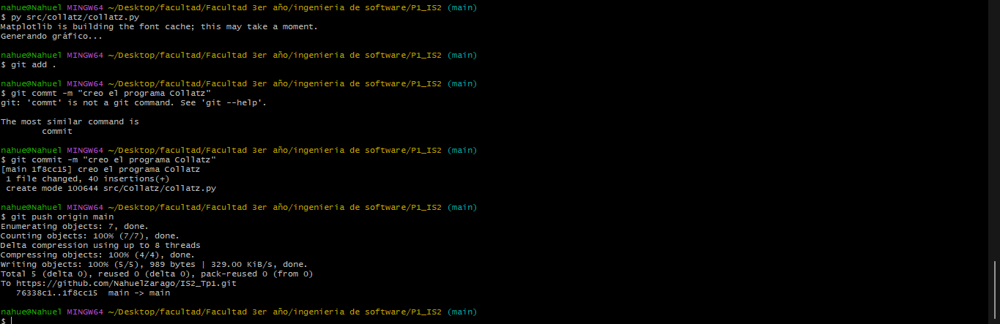 nahue@Nahuel MINGW64 ~/Desktop/facultad/Facultad 3er año/ingenieria de software/P1_IS2 (main)
$ py src/collatz/collatz.py
Matplotlib is building the font cache; this may take a moment.
Generando gráfico...
nahue@Nahuel MINGW64 ~/Desktop/facultad/Facultad 3er año/ingenieria de software/P1_IS2 (main)
$ git add .
nahue@Nahuel MINGW64 ~/Desktop/facultad/Facultad 3er año/ingenieria de software/P1_IS2 (main)
$ git commt -m "creo el programa Collatz"
git: 'commt' is not a git command. See 'git --help'.
The most similar command is
commit
nahue@Nahuel MINGW64 ~/Desktop/facultad/Facultad 3er año/ingenieria de software/P1_IS2 (main)
$ git commit -m "creo el programa Collatz"
[main 1f8cc15] creo el programa Collatz
1 file changed, 40 insertions(+)
create mode 100644 src/Collatz/collatz.py
nahue@Nahuel MINGW64 ~/Desktop/facultad/Facultad 3er año/ingenieria de software/P1_IS2 (main)
$ git push origin main
Enumerating objects: 7, done.
Counting objects: 100% (7/7), done.
Delta compression using up to 8 threads
Compressing objects: 100% (4/4), done.
Writing objects: 100% (5/5), 989 bytes | 329.00 KiB/s, done.
Total 5 (delta 0), reused 0 (delta 0), pack-reused 0 (from 0)
To https://github.com/NahuelZarago/IS2_Tp1.git
76338c1..1f8cc15  main -> main
nahue@Nahuel MINGW64 ~/Desktop/facultad/Facultad 3er año/ingenieria de software/P1_IS2 (main)
$